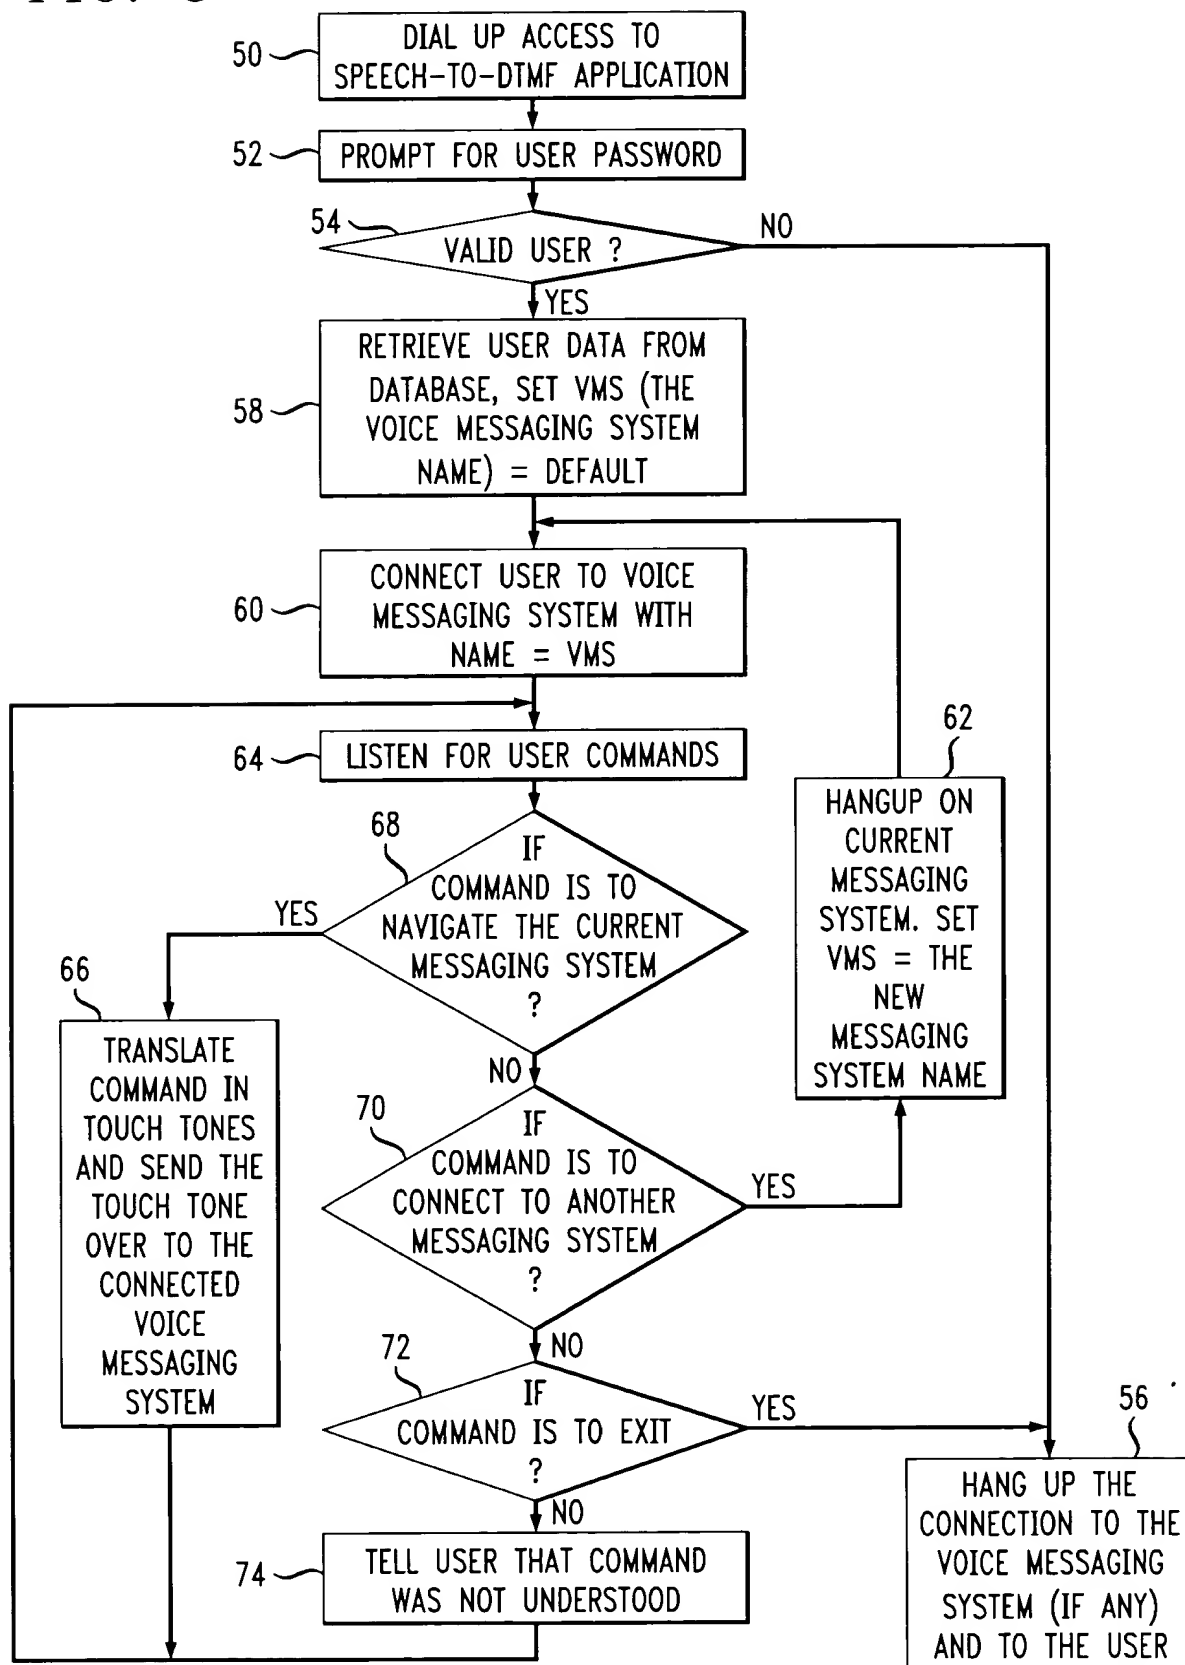 50
DIAL UP ACCESS TO
SPEECH-TO-DTMF APPLICATION
52
PROMPT FOR USER PASSWORD
54
VALID USER ?
NO
YES
58
RETRIEVE USER DATA FROM
DATABASE, SET VMS (THE
VOICE MESSAGING SYSTEM
NAME) = DEFAULT
60
CONNECT USER TO VOICE
MESSAGING SYSTEM WITH
NAME = VMS
64
LISTEN FOR USER COMMANDS
62
HANGUP ON
CURRENT
MESSAGING
SYSTEM. SET
VMS = THE
NEW
MESSAGING
SYSTEM NAME
68
IF
COMMAND IS TO
NAVIGATE THE CURRENT
MESSAGING SYSTEM
?
YES
NO
66
TRANSLATE
COMMAND IN
TOUCH TONES
AND SEND THE
TOUCH TONE
OVER TO THE
CONNECTED
VOICE
MESSAGING
SYSTEM
70
IF
COMMAND IS TO
CONNECT TO ANOTHER
MESSAGING SYSTEM
?
YES
NO
72
IF
COMMAND IS TO EXIT
?
YES
NO
56
HANG UP THE
CONNECTION TO THE
VOICE MESSAGING
SYSTEM (IF ANY)
AND TO THE USER
74
TELL USER THAT COMMAND
WAS NOT UNDERSTOOD